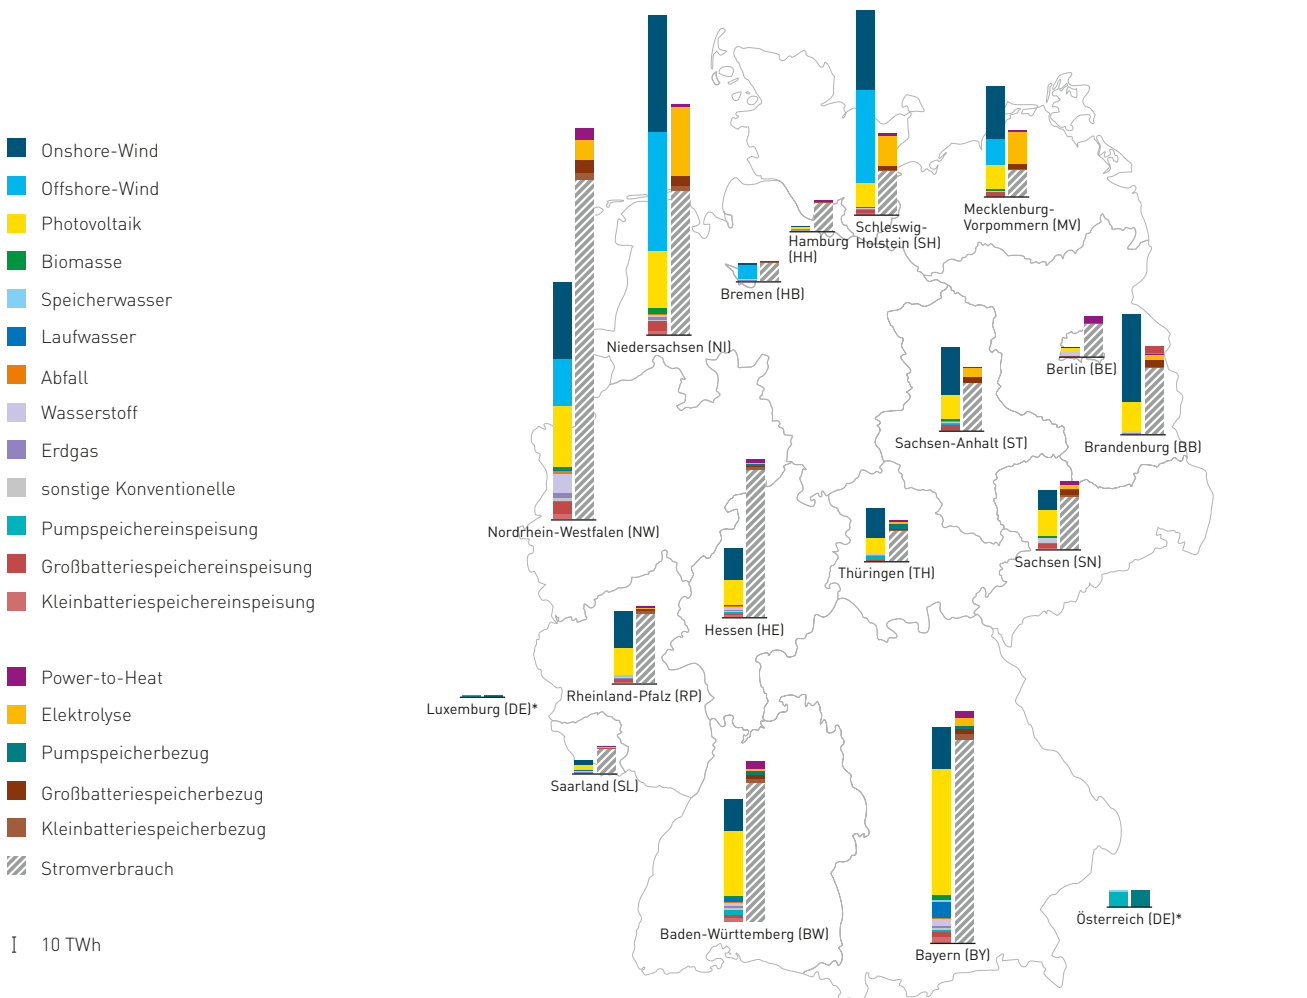 Onshore-Wind
Offshore-Wind
Photovoltaik
Biomasse
Speicherwasser
Laufwasser
Abfall
Wasserstoff
Erdgas
sonstige Konventionelle
Pumpspeichereinspeisung
Großbatteriespeichereinspeisung
Kleinbatteriespeichereinspeisung
Power-to-Heat
Elektrolyse
Pumpspeicherbezug
Großbatteriespeicherbezug
Kleinbatteriespeicherbezug
Stromverbrauch
10 TWh
Mecklenburg-
Vorpommern (MV)
Schleswig-
Holstein (SH)
Hamburg
(HH)
Bremen (HB)
Niedersachsen (NI)
Berlin (BE)
Sachsen-Anhalt (ST)
Brandenburg (BB)
Nordrhein-Westfalen (NW)
Sachsen (SN)
Thüringen (TH)
Hessen (HE)
Rheinland-Pfalz (RP)
Luxemburg (DE)*
Saarland (SL)
Österreich (DE)*
Baden-Württemberg (BW)
Bayern (BY)